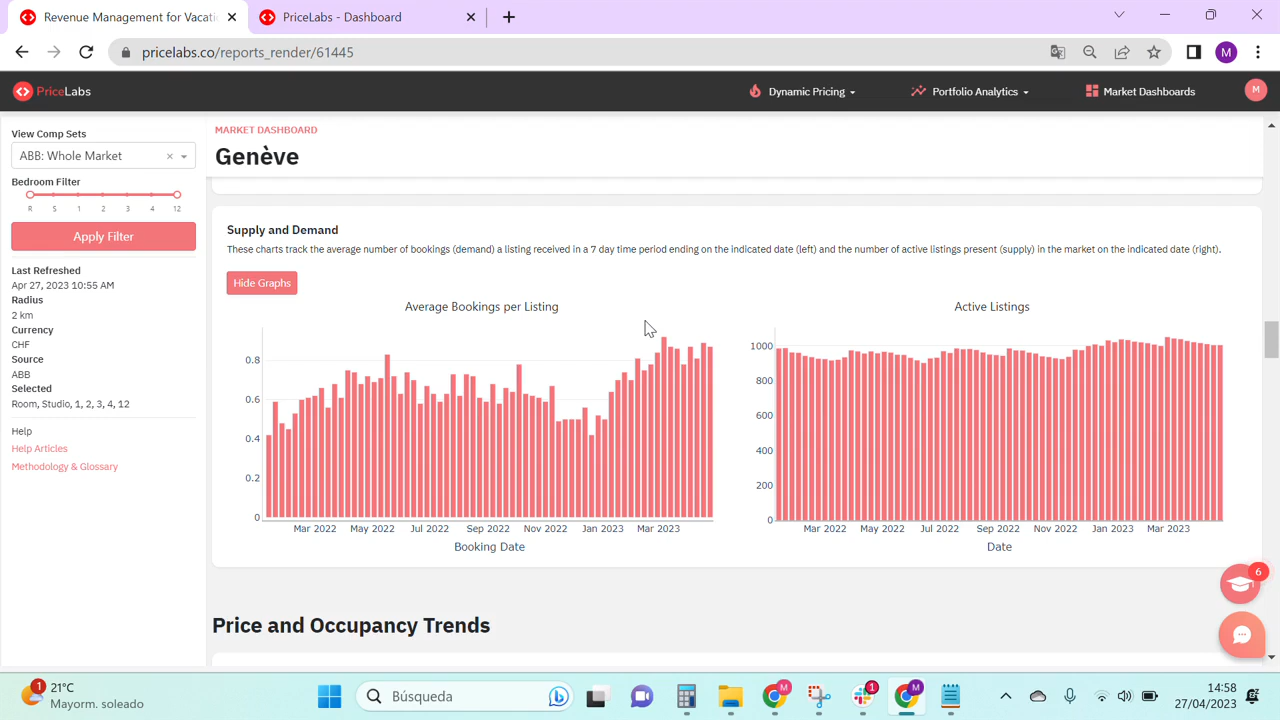 Revenue Management for Vacati
PriceLabs - Dashboard
pricelabs.co/reports_render/61445
M
PriceLabs
Dynamic Pricing
Portfolio Analytics
Market Dashboards
M
View Comp Sets
ABB: Whole Market
Bedroom Filter
R S 1 2 3 4 12
Apply Filter
Last Refreshed
Apr 27, 2023 10:55 AM
Radius
2 km
Currency
CHF
Source
ABB
Selected
Room, Studio, 1, 2, 3, 4, 12
Help
Help Articles
Methodology & Glossary
MARKET DASHBOARD
Genève
Supply and Demand
These charts track the average number of bookings (demand) a listing received in a 7 day time period ending on the indicated date (left) and the number of active listings present (supply) in the market on the indicated date (right).
Hide Graphs
Average Bookings per Listing
0.8
0.6
0.4
0.2
0
Mar 2022 May 2022 Jul 2022 Sep 2022 Nov 2022 Jan 2023 Mar 2023
Booking Date
Active Listings
1000
800
600
400
200
0
Mar 2022 May 2022 Jul 2022 Sep 2022 Nov 2022 Jan 2023 Mar 2023
Date
6
Price and Occupancy Trends
1
21°C
Mayorm. soleado
Búsqueda
M
1
M
14:58
27/04/2023